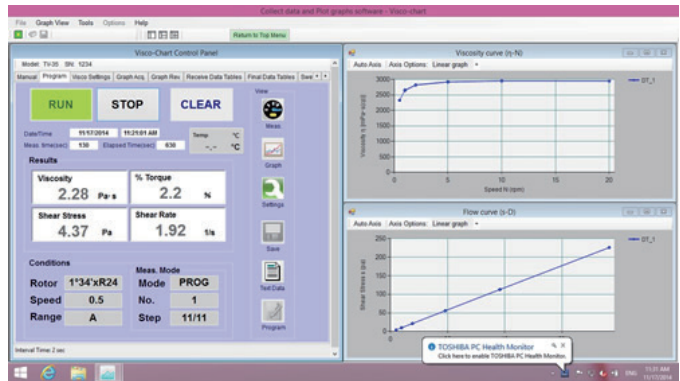 Collect data and Plot graphs software - Visco-chart
File Graph View Tools Options Help
Return to Top Menu
Visco-Chart Control Panel
Model: TV-35 SN: 1234
Manual Program Visco Settings Graph Acq. Graph Rev. Receive Data Tables Final Data Tables
RUN STOP CLEAR
View
Meas.
Date/Time 11/17/2014 11:21:01 AM Temp. °C
Meas. time(sec) 130 Elapsed Time(sec) 630 --.- °C
Graph
Results
Viscosity % Torque
2.28 Pa·s 2.2 %
Settings
Shear Stress Shear Rate
4.37 Pa 1.92 1/s
Save
Conditions
Meas. Mode
Rotor 1°34'xR24 Mode PROG
Text Data
Speed 0.5 No. 1
Range A Step 11/11
Program
Interval Time: 2 sec
Viscosity curve (η-N)
Auto Axis Axis Options: Linear graph
DT_1
3000
2500
2000
1500
1000
500
0
0 5 10 15 20
Speed N (rpm)
Flow curve (s-D)
Auto Axis Axis Options: Linear graph
DT_1
Shear Stress s (pa)
250
200
150
100
50
0
0
TOSHIBA PC Health Monitor
Click here to enable TOSHIBA PC Health Monitor.
ENG 11:31 AM
11/17/2014